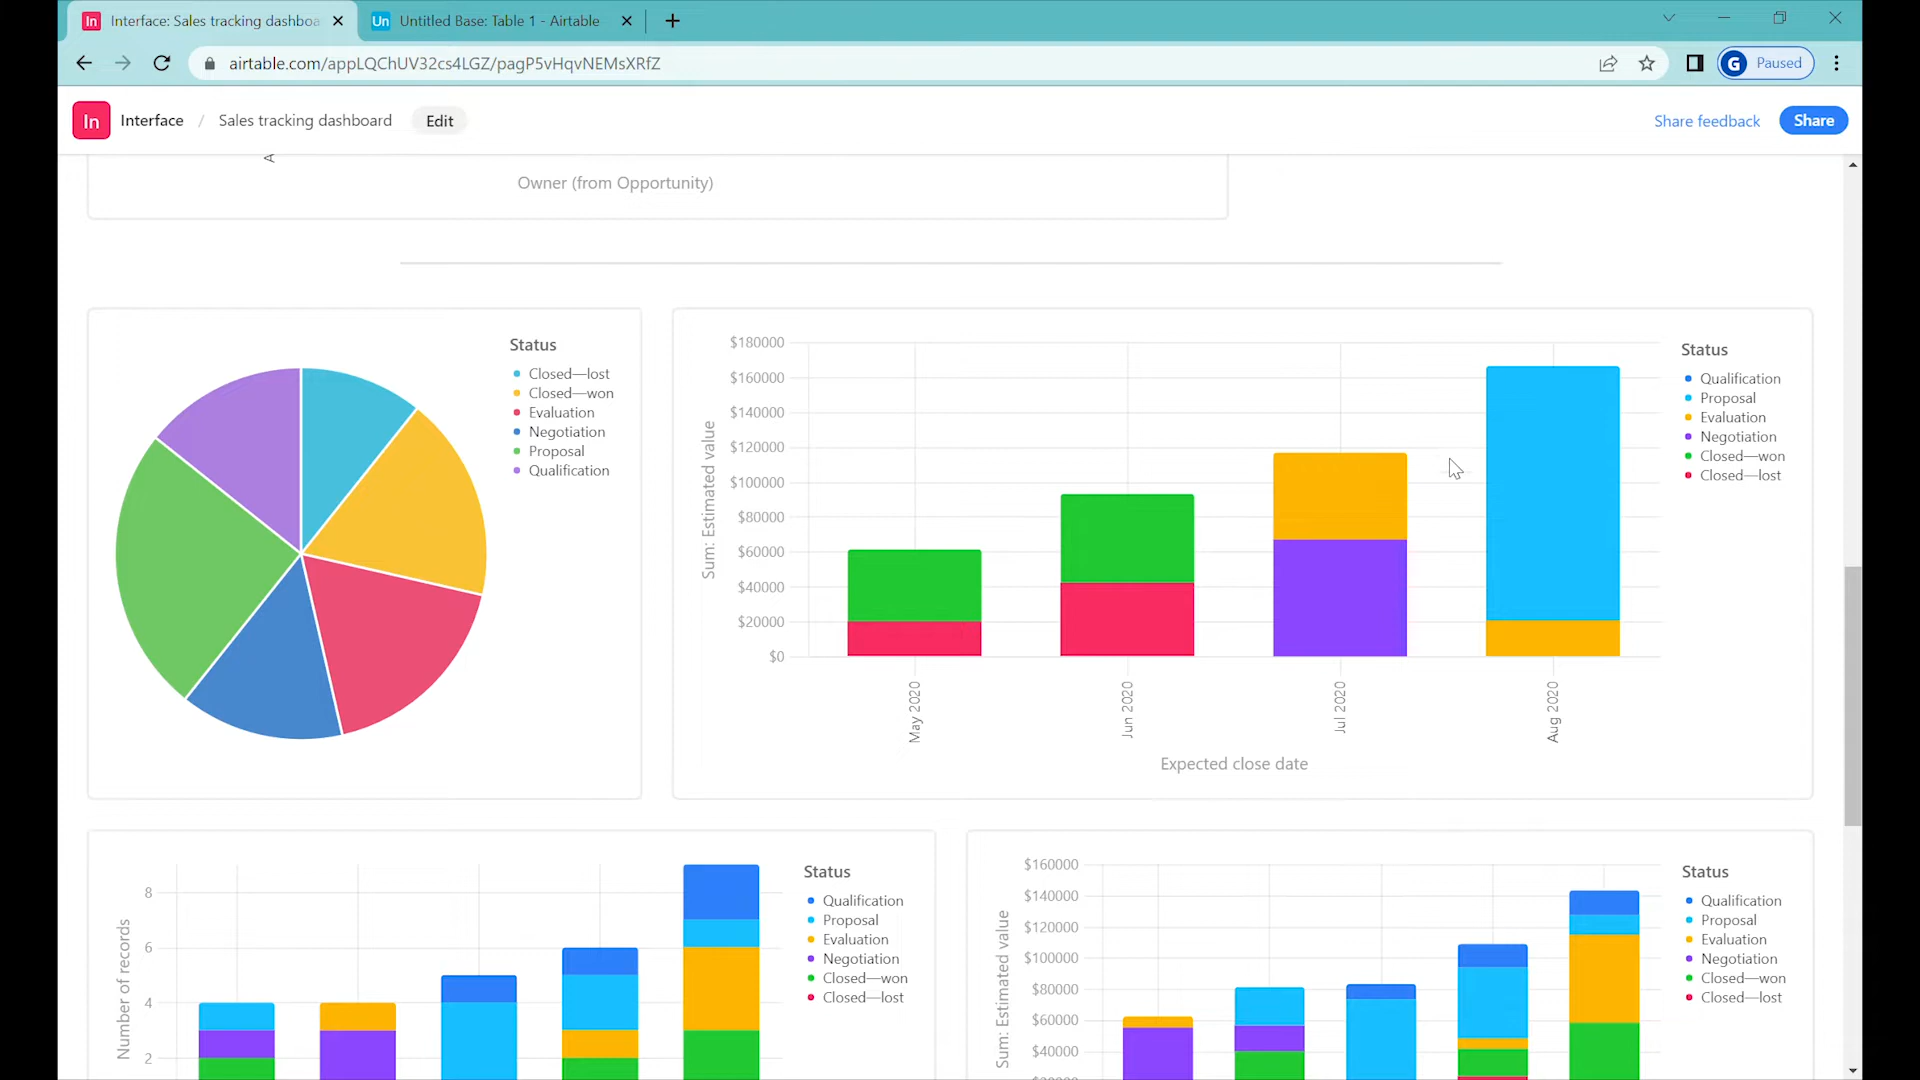 In Interface: Sales tracking dashboa
Un Untitled Base: Table 1 - Airtable
airtable.com/appLQChUV32cs4LGZ/pagP5vHqvNEMsXRfZ
G Paused
In Interface / Sales tracking dashboard Edit
Share feedback Share
A
Owner (from Opportunity)
Status
Closed—lost
Closed—won
Evaluation
Negotiation
Proposal
Qualification
Sum: Estimated value
$180000
$160000
$140000
$120000
$100000
$80000
$60000
$40000
$20000
$0
May 2020
Jun 2020
Jul 2020
Aug 2020
Expected close date
Status
Qualification
Proposal
Evaluation
Negotiation
Closed—won
Closed—lost
Number of records
8
6
4
2
Status
Qualification
Proposal
Evaluation
Negotiation
Closed—won
Closed—lost
Sum: Estimated value
$160000
$140000
$120000
$100000
$80000
$60000
$40000
Status
Qualification
Proposal
Evaluation
Negotiation
Closed—won
Closed—lost